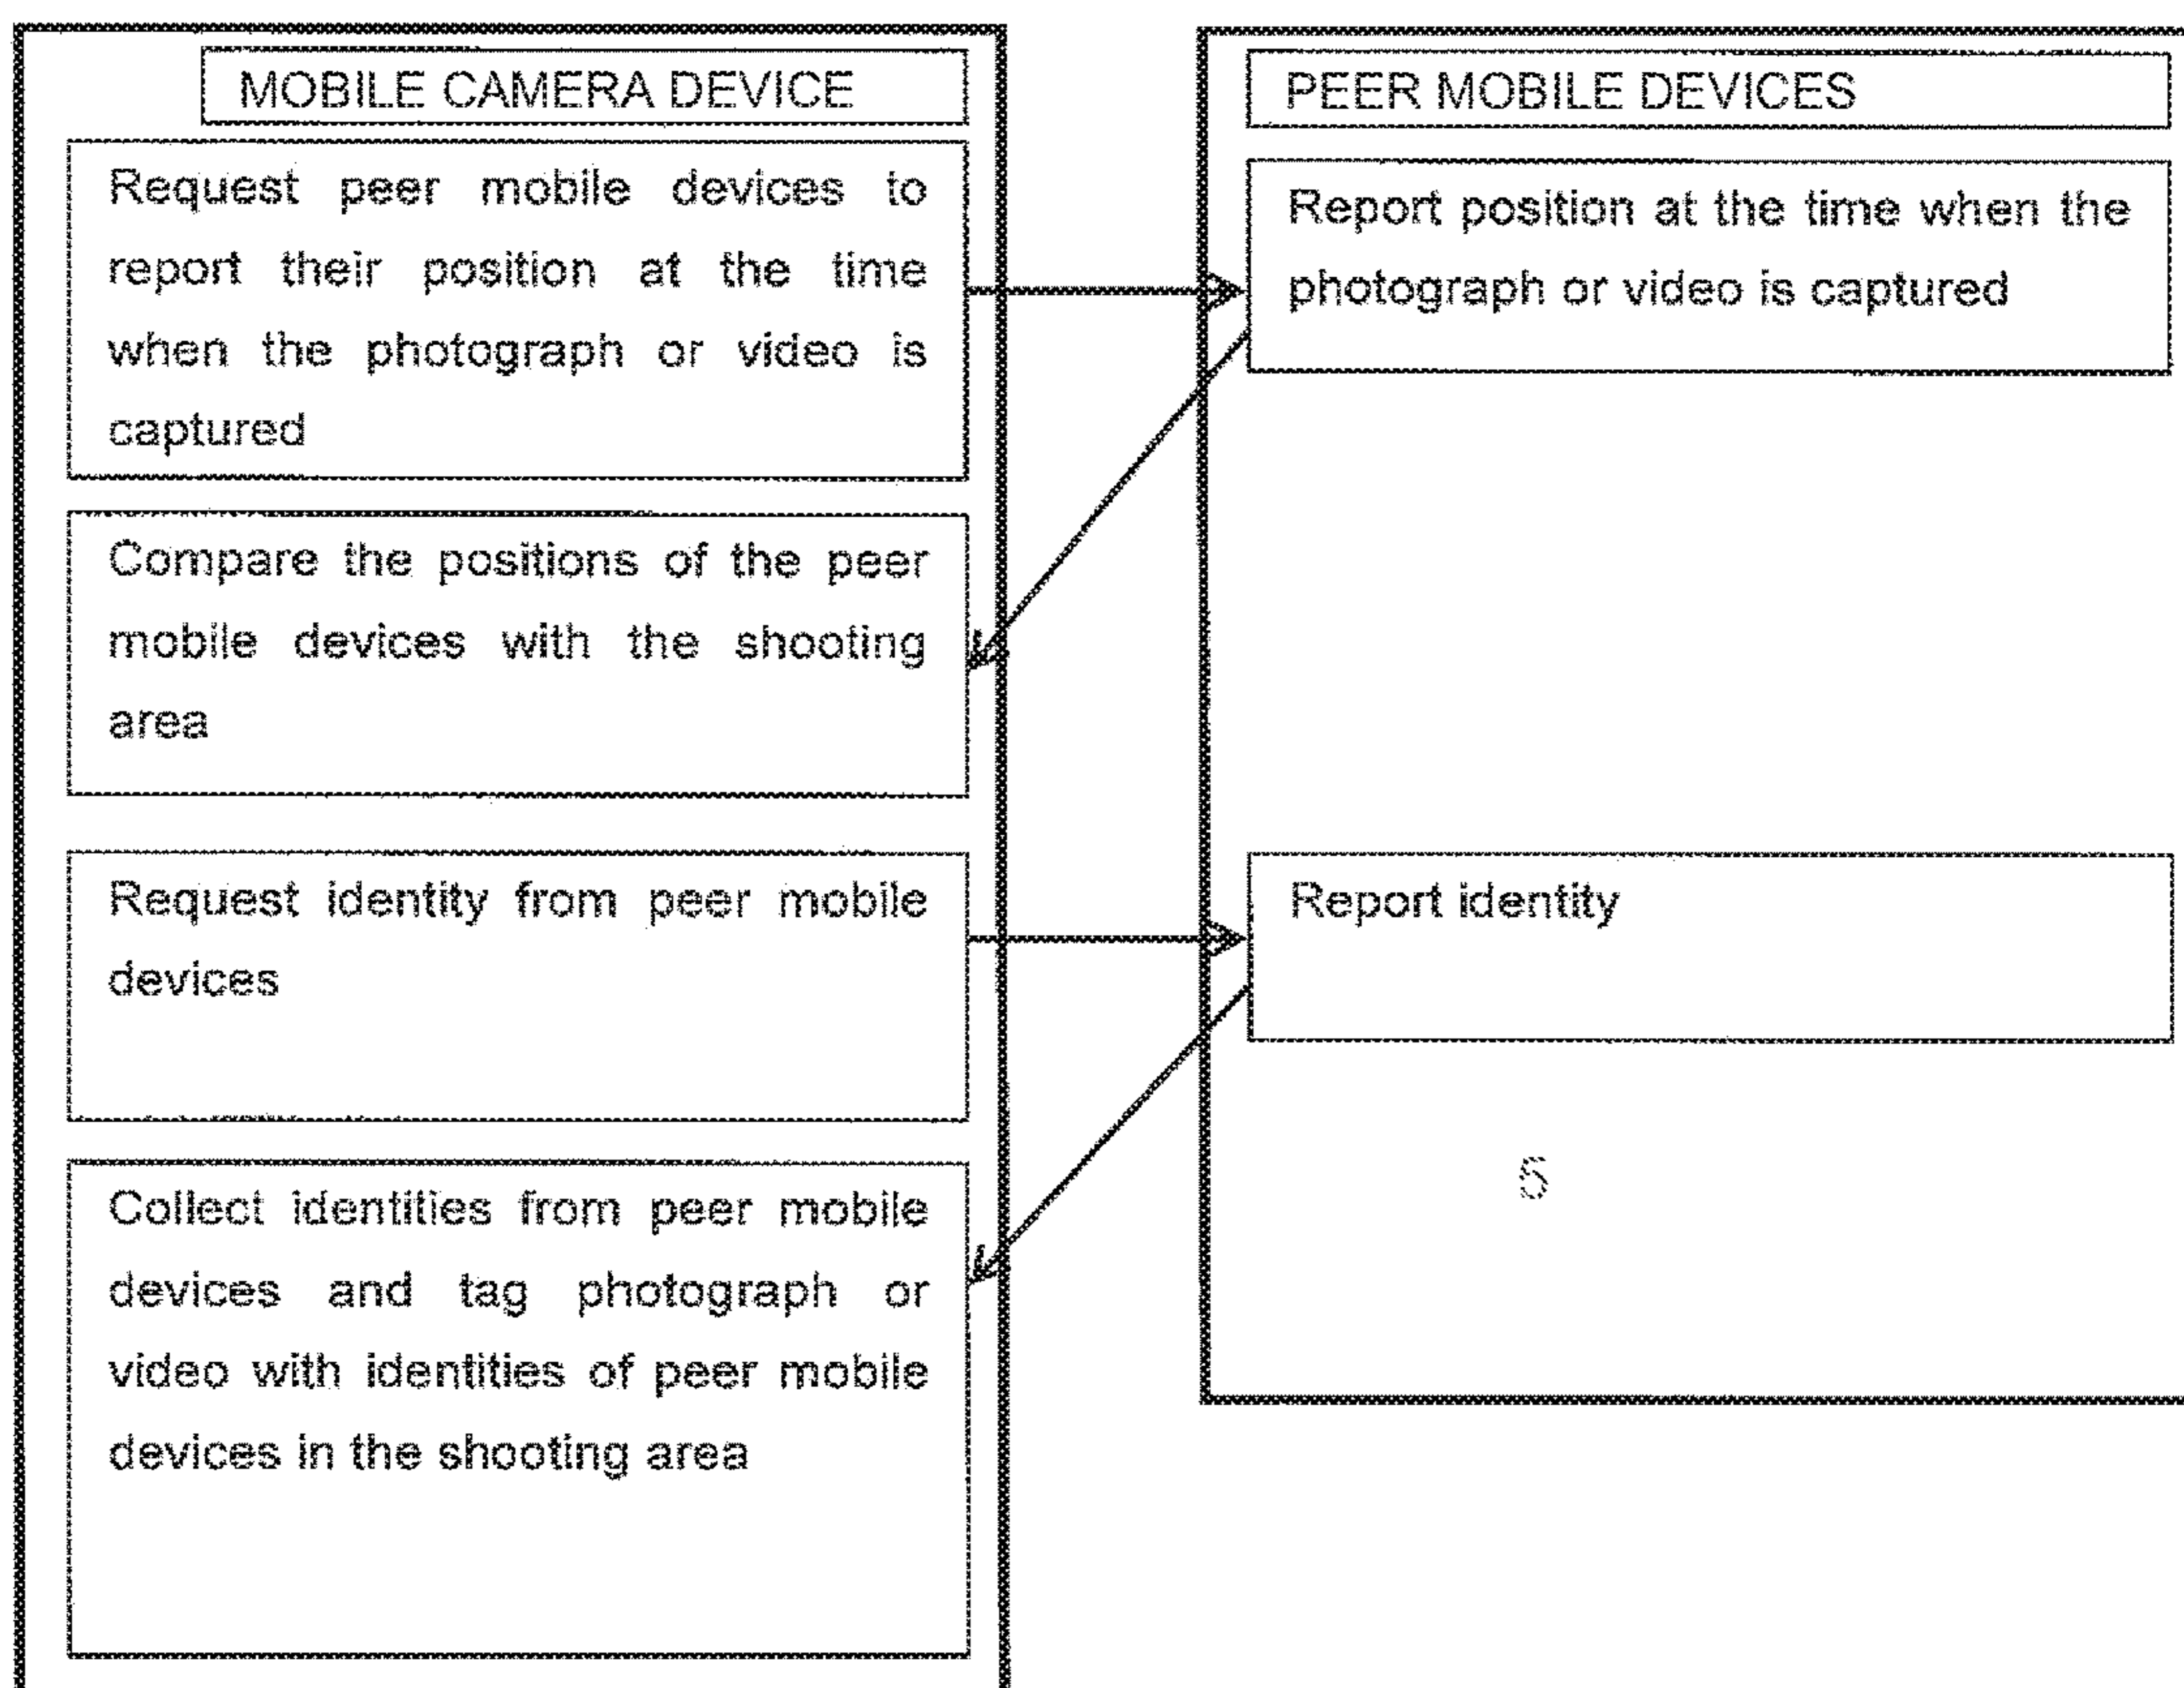 MOBILE CAMERA DEVICE
Request peer mobile devices to
report their position at the time
when the photograph or video is
captured
Compare the positions of the peer
mobile devices with the shooting
area
Request identity from peer mobile
devices
Collect identities from peer mobile
devices and tag photograph or
video with identities of peer mobile
devices in the shooting area
PEER MOBILE DEVICES
Report position at the time when the
photograph or video is captured
Report identity
5